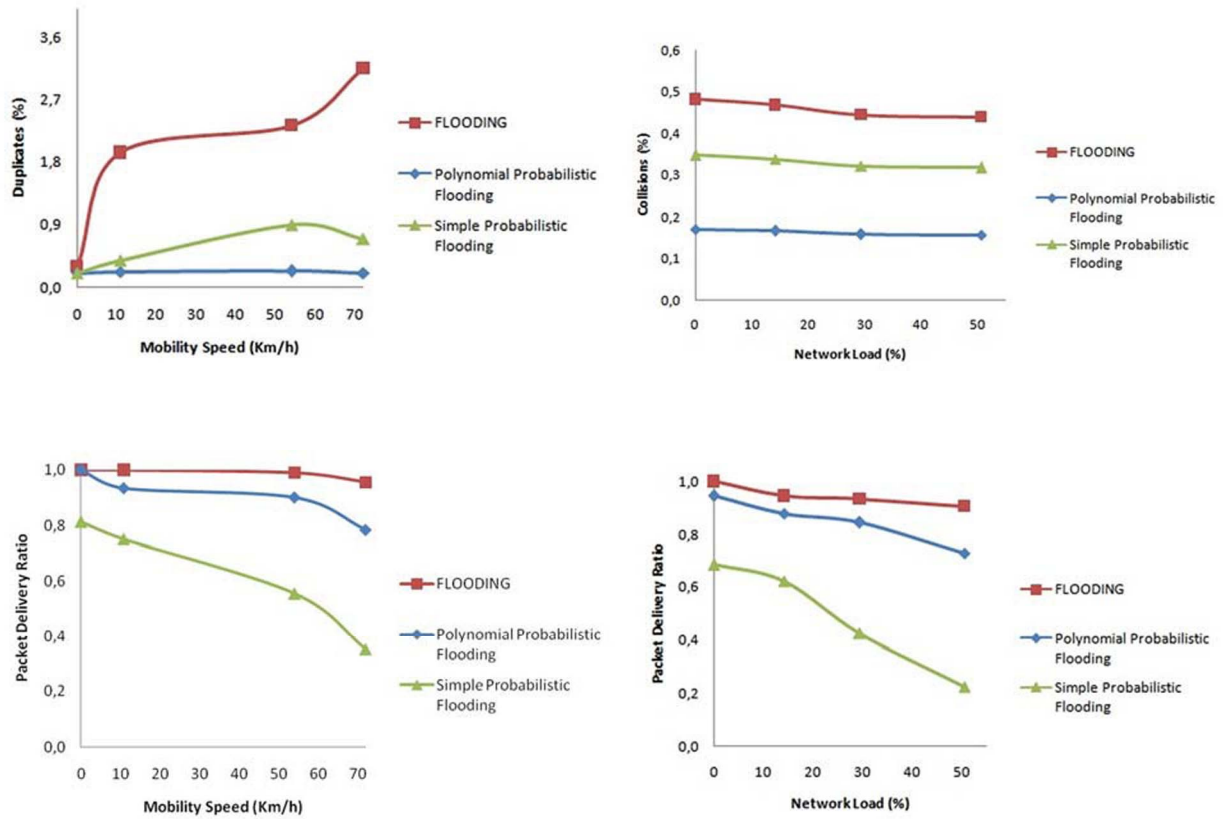 3,6
2,7
1,8
0,9
0,0
Duplicates (%)
0 10 20 30 40 50 60 70
Mobility Speed (Km/h)
FLOODING
Polynomial Probabilistic
Flooding
Simple Probabilistic
Flooding
0,6
0,5
0,4
0,3
0,2
0,1
0,0
Collisions (%)
0 10 20 30 40 50
Network Load (%)
FLOODING
Polynomial Probabilistic
Flooding
Simple Probabilistic
Flooding
1,0
0,8
0,6
0,4
0,2
0,0
Packet Delivery Ratio
0 10 20 30 40 50 60 70
Mobility Speed (Km/h)
FLOODING
Polynomial Probabilistic
Flooding
Simple Probabilistic
Flooding
1,0
0,8
0,6
0,4
0,2
0,0
Packet Delivery Ratio
0 10 20 30 40 50
Network Load (%)
FLOODING
Polynomial Probabilistic
Flooding
Simple Probabilistic
Flooding